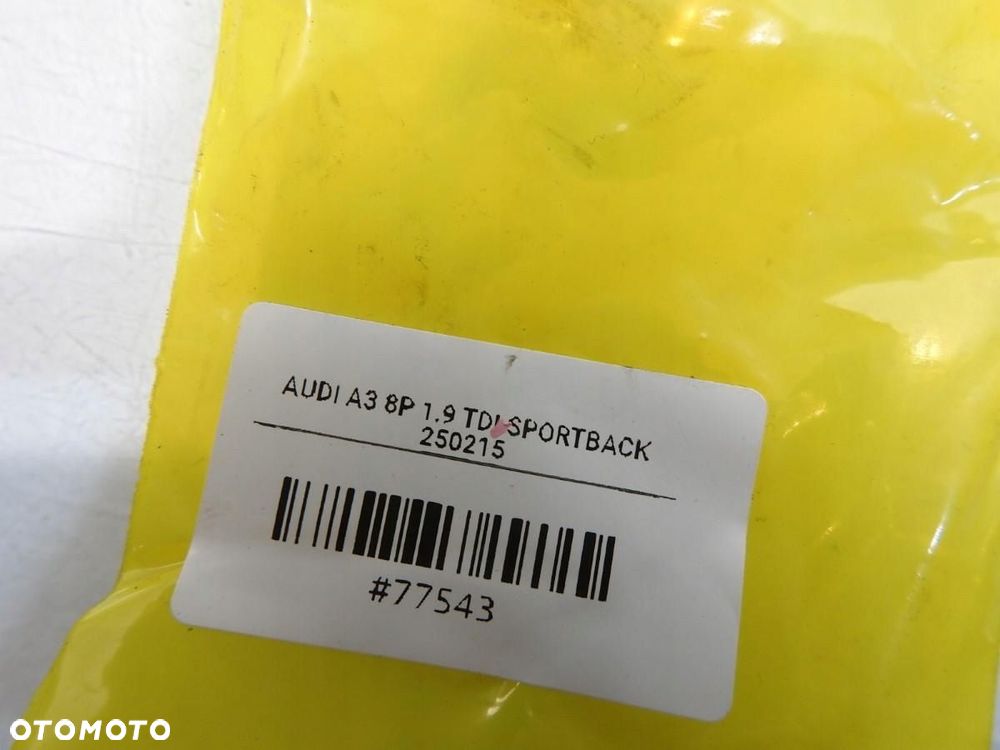 AUDI A3 8P 1.9 TDI SPORTBACK
250215
#77543
OTOMOTO